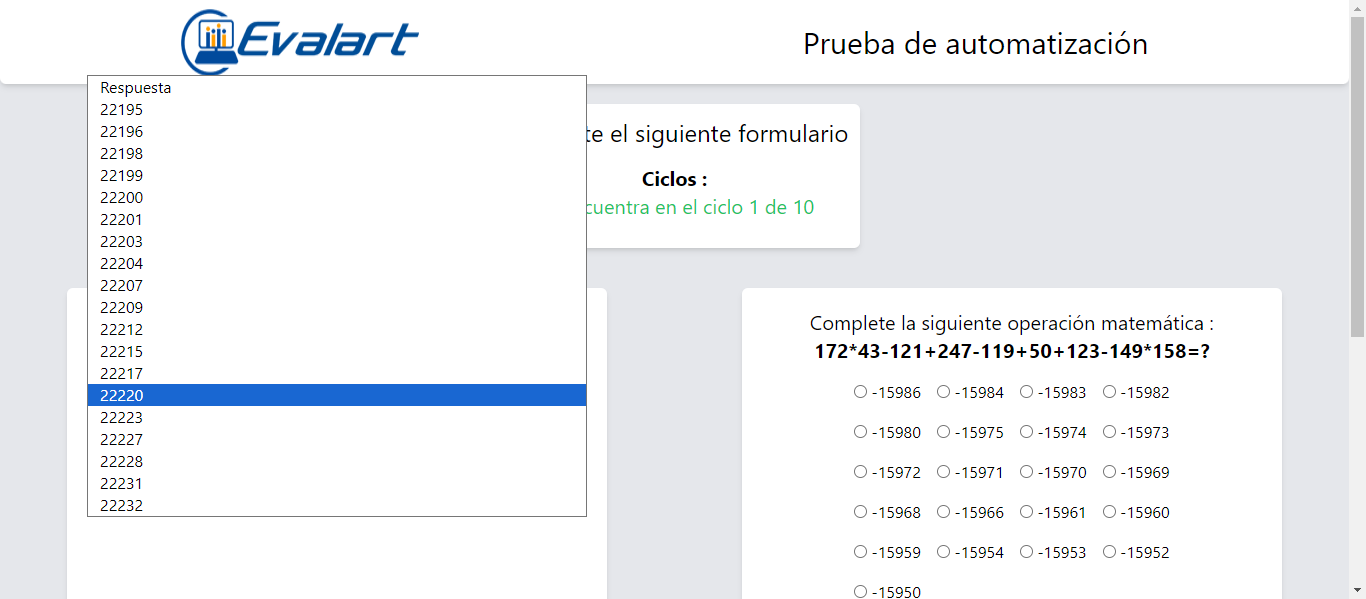 Evalart
Prueba de automatización
Respuesta
22195
22196
22198
22199
22200
22201
22203
22204
22207
22209
22212
22215
22217
22220
22223
22227
22228
22231
22232
te el siguiente formulario
Ciclos :
cuentra en el ciclo 1 de 10
Complete la siguiente operación matemática :
172*43-121+247-119+50+123-149*158=?
-15986 -15984 -15983 -15982
-15980 -15975 -15974 -15973
-15972 -15971 -15970 -15969
-15968 -15966 -15961 -15960
-15959 -15954 -15953 -15952
-15950